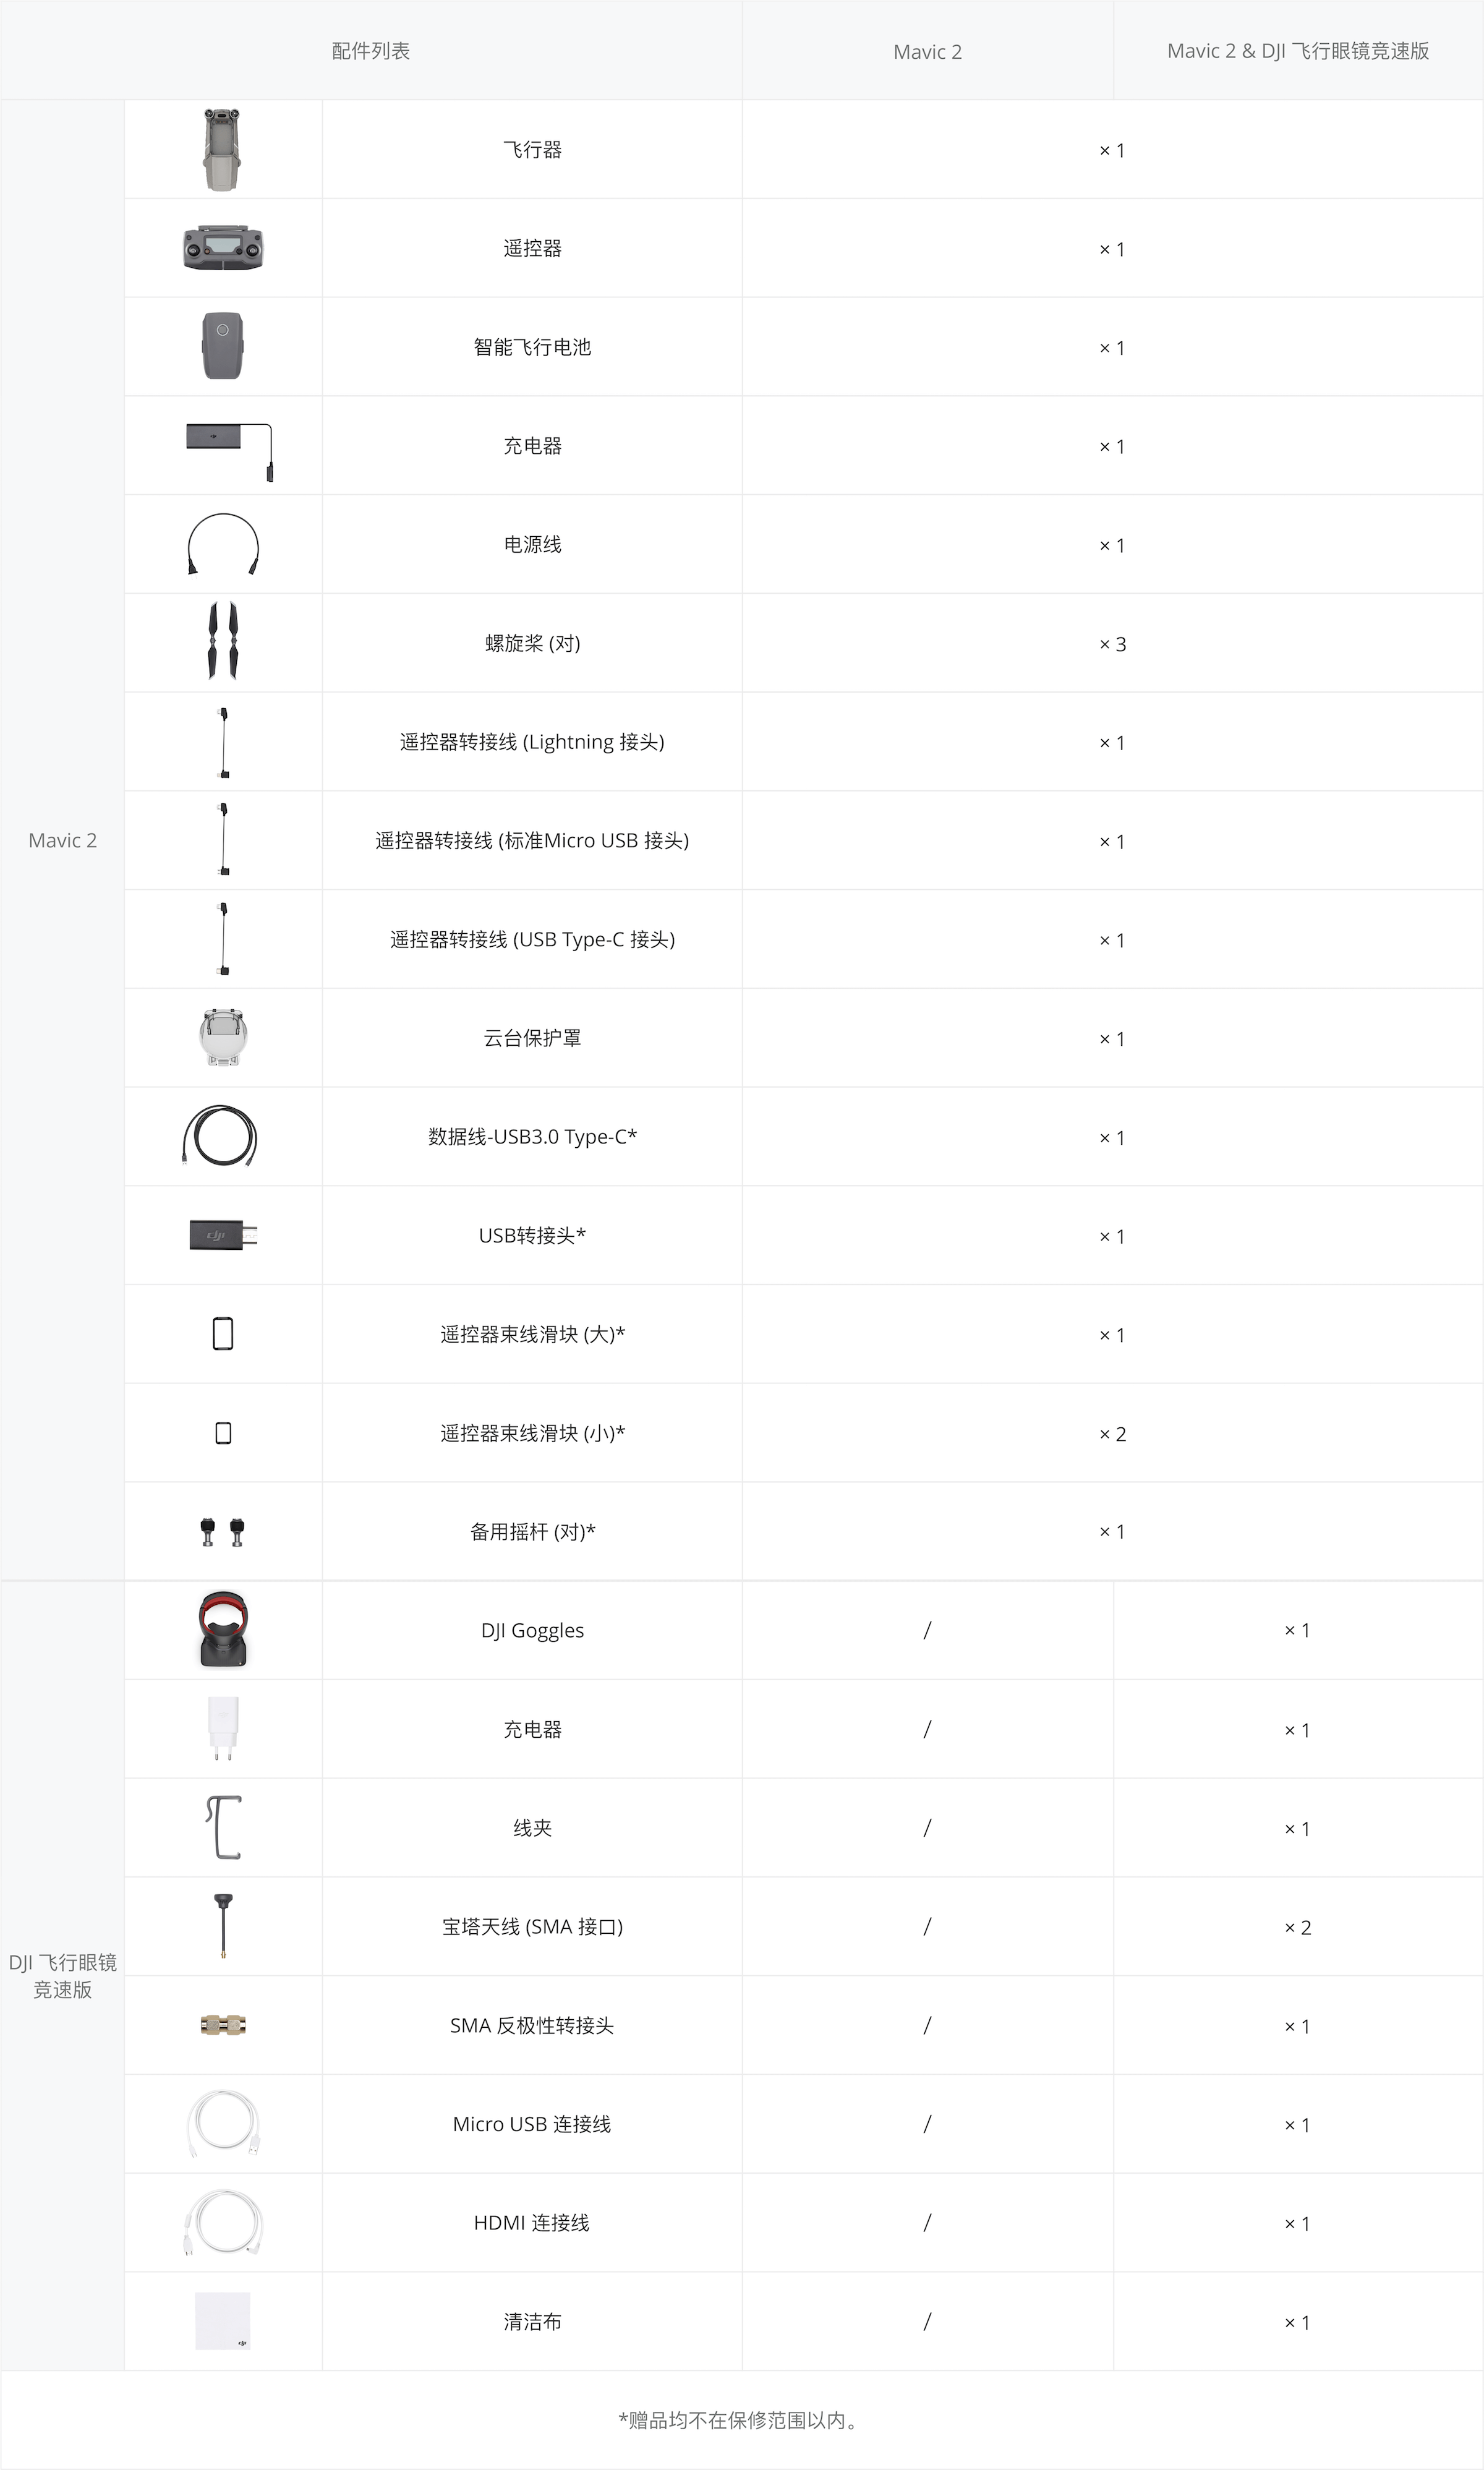 配件列表
Mavic 2
Mavic 2 & DJI 飞行眼镜竞速版
飞行器
× 1
遥控器
× 1
智能飞行电池
× 1
充电器
× 1
电源线
× 1
螺旋桨 (对)
× 3
遥控器转接线 (Lightning 接头)
× 1
Mavic 2
遥控器转接线 (标准Micro USB 接头)
× 1
遥控器转接线 (USB Type-C 接头)
× 1
云台保护罩
× 1
数据线-USB3.0 Type-C*
× 1
USB转接头*
× 1
遥控器束线滑块 (大)*
× 1
遥控器束线滑块 (小)*
× 2
备用摇杆 (对)*
× 1
DJI Goggles
/
× 1
充电器
/
× 1
线夹
/
× 1
宝塔天线 (SMA 接口)
/
× 2
DJI 飞行眼镜
竞速版
SMA 反极性转接头
/
× 1
Micro USB 连接线
/
× 1
HDMI 连接线
/
× 1
清洁布
/
× 1
*赠品均不在保修范围以内。